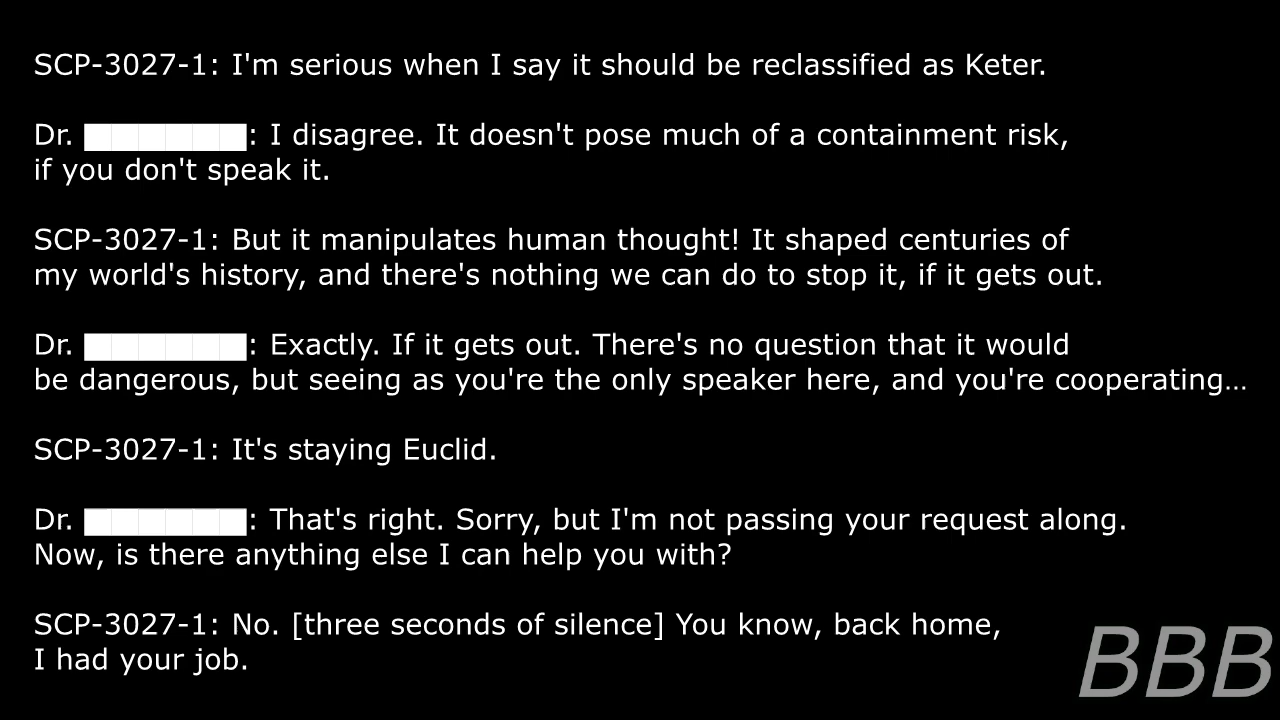 SCP-3027-1: I'm serious when I say it should be reclassified as Keter.
Dr. ██████: I disagree. It doesn't pose much of a containment risk,
if you don't speak it.
SCP-3027-1: But it manipulates human thought! It shaped centuries of
my world's history, and there's nothing we can do to stop it, if it gets out.
Dr. ██████: Exactly. If it gets out. There's no question that it would
be dangerous, but seeing as you're the only speaker here, and you're cooperating...
SCP-3027-1: It's staying Euclid.
Dr. ██████: That's right. Sorry, but I'm not passing your request along.
Now, is there anything else I can help you with?
SCP-3027-1: No. [three seconds of silence] You know, back home,
I had your job.
BBB